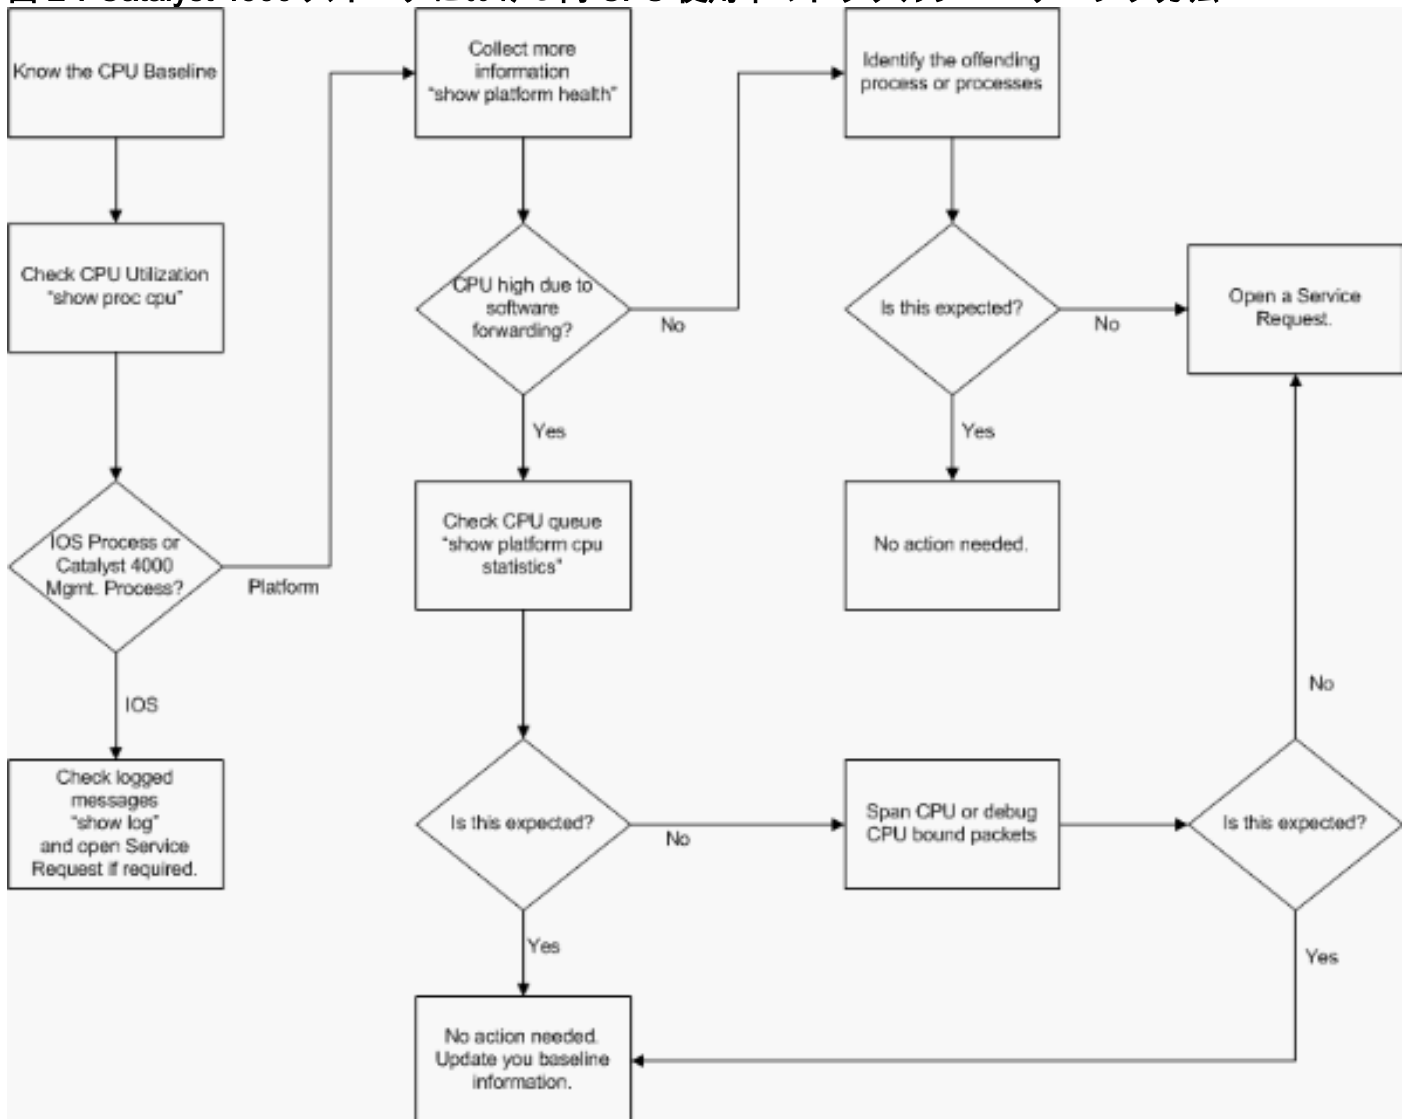 Know the CPU Baseline
Check CPU Utilization
"show proc cpu"
IOS Process or
Catalyst 4000
Mgmt. Process?
Platform
IOS
Check logged
messages
"show log"
and open Service
Request if required.
Collect more
information
"show platform health"
CPU high due to
software
forwarding?
No
Yes
Check CPU queue
"show platform cpu
statistics"
Is this expected?
No
Yes
No action needed.
Update you baseline
information.
Identify the offending
process or processes
Is this expected?
No
Yes
No action needed.
Span CPU or debug
CPU bound packets
Open a Service
Request.
No
Is this expected?
Yes